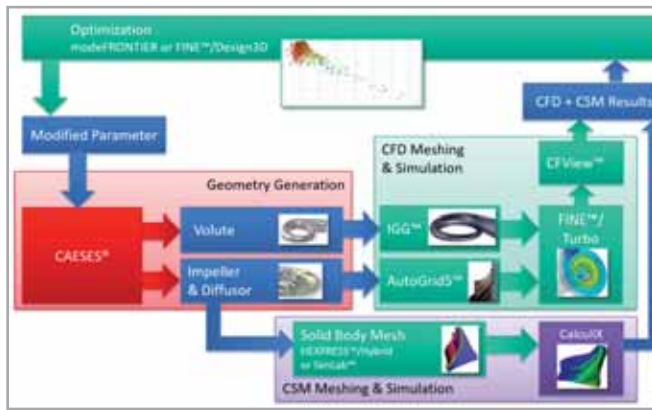 Optimization
modeFRONTIER or FINE™/Design3D
Modified Parameter
CFD + CSM Results
CFD Meshing
& Simulation
CFView™
Geometry Generation
CAESES®
Volute
IGG™
FINE™/
Turbo
Impeller
& Diffusor
AutoGrid5™
Solid Body Mesh
HEXPRESS™/Hybrid
or SimLab™
CalculiX
CSM Meshing & Simulation